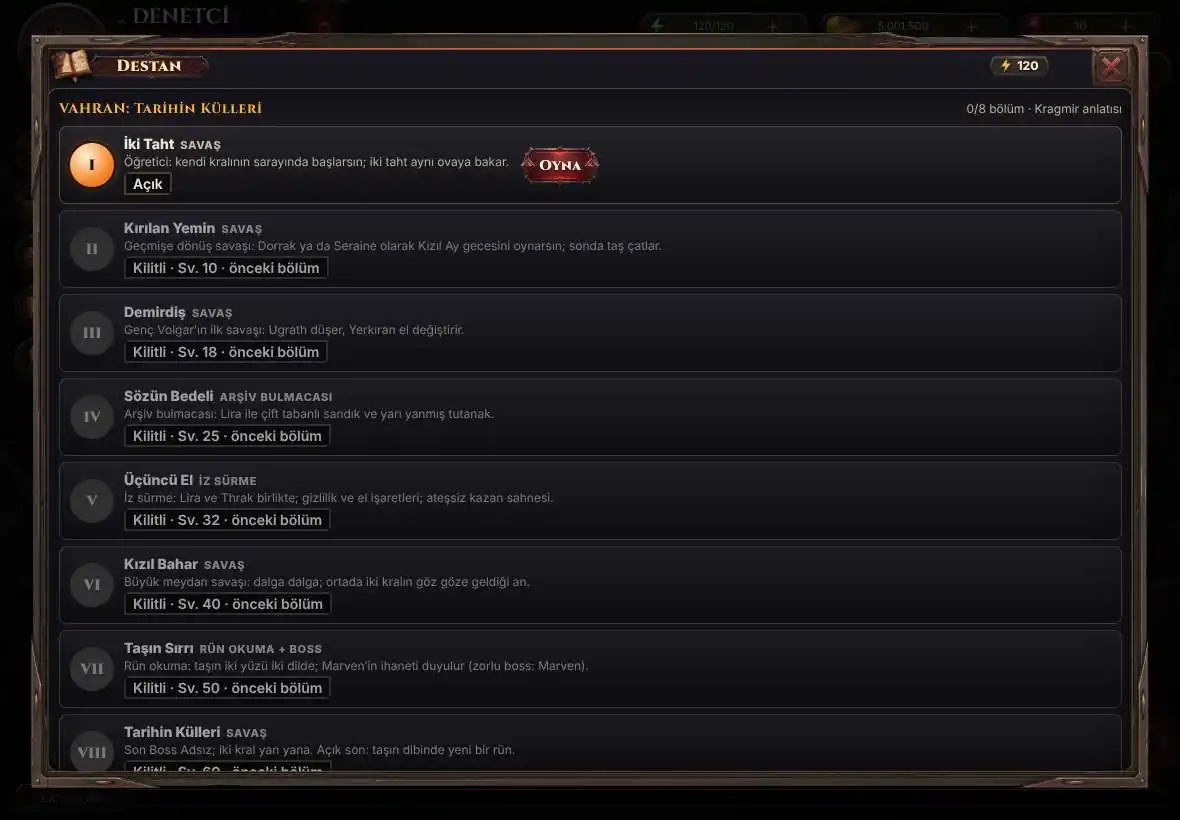 DENETCİ
120/120
5.001.500
30
DESTAN
120
VAHRAN: TARİHİN KÜLLERİ
0/8 bölüm · Kragmir anlatısı
I
İki Taht SAVAŞ
Öğretici: kendi kralının sarayında başlarsın; iki taht aynı ovaya bakar.
Açık
OYNA
II
Kırılan Yemin SAVAŞ
Geçmişe dönüş savaşı: Dorrak ya da Seraine olarak Kızıl Ay gecesini oynarsın; sonda taş çatlar.
Kilitli · Sv. 10 · önceki bölüm
III
Demirdiş SAVAŞ
Genç Volgar'ın ilk savaşı: Ugrath düşer, Yerkıran el değiştirir.
Kilitli · Sv. 18 · önceki bölüm
IV
Sözün Bedeli ARŞİV BULMACASI
Arşiv bulmacası: Lira ile çift tabanlı sandık ve yarı yanmış tutanak.
Kilitli · Sv. 25 · önceki bölüm
V
Üçüncü El İZ SÜRME
İz sürme: Lira ve Thrak birlikte; gizlilik ve el işaretleri; ateşsiz kazan sahnesi.
Kilitli · Sv. 32 · önceki bölüm
VI
Kızıl Bahar SAVAŞ
Büyük meydan savaşı: dalga dalga; ortada iki kralın göz göze geldiği an.
Kilitli · Sv. 40 · önceki bölüm
VII
Taşın Sırrı RÜN OKUMA + BOSS
Rün okuma: taşın iki yüzü iki dilde; Marven'in ihaneti duyulur (zorlu boss: Marven).
Kilitli · Sv. 50 · önceki bölüm
VIII
Tarihin Külleri SAVAŞ
Son Boss Adsız; iki kral yan yana. Açık son: taşın dibinde yeni bir rün.
Kilitli · Sv. 60 · önceki bölüm